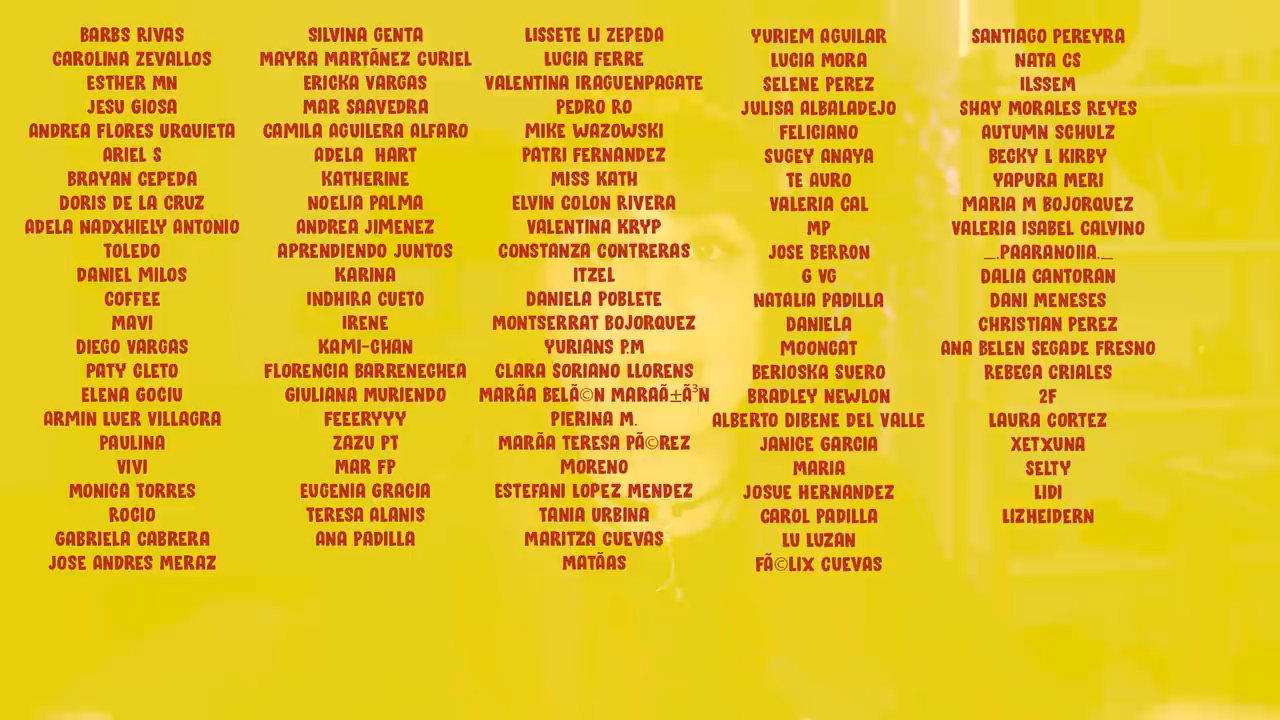 BARBS RIVAS
CAROLINA ZEVALLOS
ESTHER MN
JESU GIOSA
ANDREA FLORES URQUIETA
ARIEL S
BRAYAN CEPEDA
DORIS DE LA CRUZ
ADELA NADXHIELY ANTONIO
TOLEDO
DANIEL MILOS
COFFEE
MAVI
DIEGO VARGAS
PATY CLETO
ELENA GOCIU
ARMIN LUER VILLAGRA
PAULINA
VIVI
MONICA TORRES
ROCIO
GABRIELA CABRERA
JOSE ANDRES MERAZ
SILVINA GENTA
MAYRA MARTÃNEZ CURIEL
ERICKA VARGAS
MAR SAAVEDRA
CAMILA AGUILERA ALFARO
ADELA HART
KATHERINE
NOELIA PALMA
ANDREA JIMENEZ
APRENDIENDO JUNTOS
KARINA
INDHIRA CUETO
IRENE
KAMI-CHAN
FLORENCIA BARRENECHEA
GIULIANA MURIENDO
FEEERYYY
ZAZU PT
MAR FP
EUGENIA GRACIA
TERESA ALANIS
ANA PADILLA
LISSETE LI ZEPEDA
LUCIA FERRE
VALENTINA IRAGUENPAGATE
PEDRO RO
MIKE WAZOWSKI
PATRI FERNANDEZ
MISS KATH
ELVIN COLON RIVERA
VALENTINA KRYP
CONSTANZA CONTRERAS
ITZEL
DANIELA POBLETE
MONTSERRAT BOJORQUEZ
YURIANS P.M
CLARA SORIANO LLORENS
MARÃA BELÃ©N MARAÃ±Ã³N
PIERINA M.
MARÃA TERESA PÃ©REZ
MORENO
ESTEFANI LOPEZ MENDEZ
TANIA URBINA
MARITZA CUEVAS
MATÃAS
YURIEM AGUILAR
LUCIA MORA
SELENE PEREZ
JULISA ALBALADEJO
FELICIANO
SUGEY ANAYA
TE AURO
VALERIA CAL
MP
JOSE BERRON
G VG
NATALIA PADILLA
DANIELA
MOONCAT
BERIOSKA SUERO
BRADLEY NEWLON
ALBERTO DIBENE DEL VALLE
JANICE GARCIA
MARIA
JOSUE HERNANDEZ
CAROL PADILLA
LU LUZAN
FÃ©LIX CUEVAS
SANTIAGO PEREYRA
NATA CS
ILSSEM
SHAY MORALES REYES
AUTUMN SCHULZ
BECKY L KIRBY
YAPURA MERI
MARIA M BOJORQUEZ
VALERIA ISABEL CALVINO
_.PAARANOIIA._
DALIA CANTORAN
DANI MENESES
CHRISTIAN PEREZ
ANA BELEN SEGADE FRESNO
REBECA CRIALES
2F
LAURA CORTEZ
XETXUNA
SELTY
LIDI
LIZHEIDERN